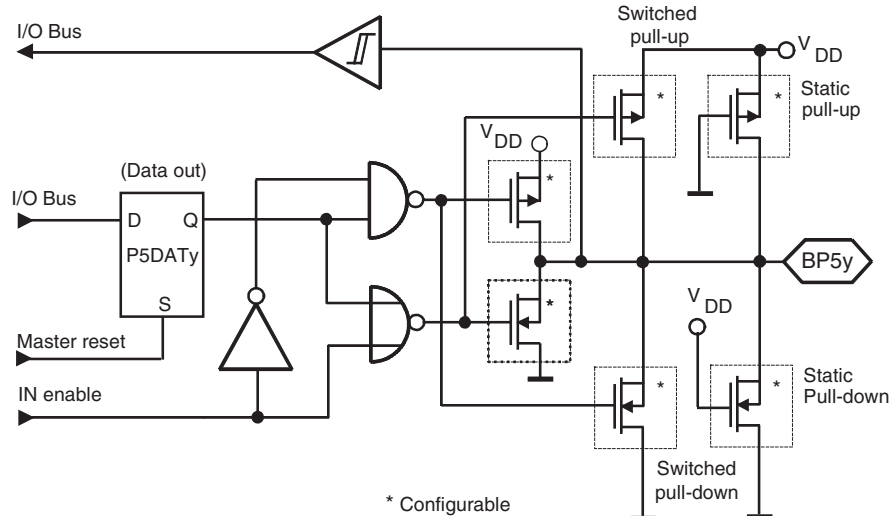 I/O Bus
Switched
pull-up
V DD
Static
pull-up
*
*
V DD
(Data out)
*
I/O Bus
D
Q
P5DATy
S
BP5y
*
V DD
Master reset
IN enable
*
*
Static
Pull-down
Switched
pull-down
* Configurable